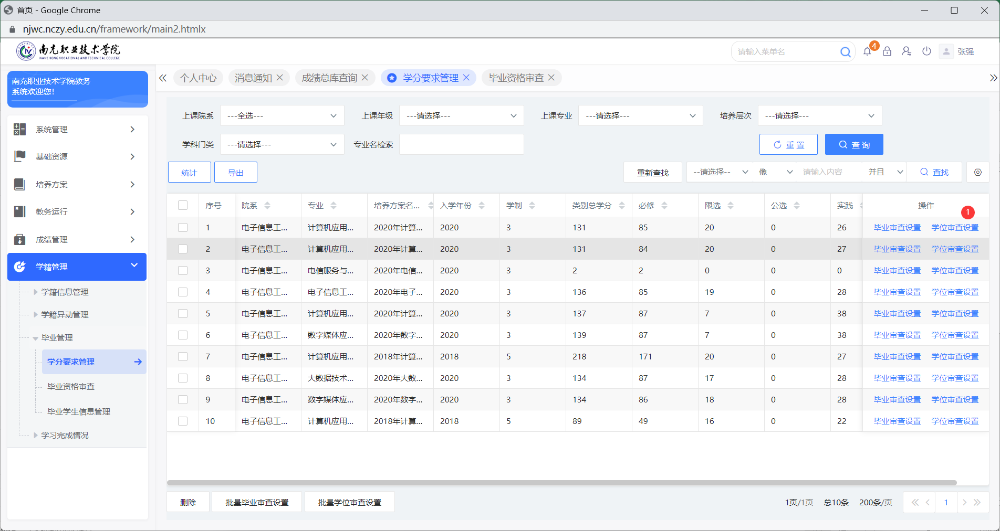 首页 - Google Chrome
njwc.nczy.edu.cn/framework/main2.htmlx
南充职业技术学院
NANCHONG VOCATIONAL AND TECHNICAL COLLEGE
请输入菜单名
4
张强
南充职业技术学院教务
系统欢迎您!
个人中心
消息通知
成绩总库查询
学分要求管理
毕业资格审查
系统管理
基础资源
培养方案
教务运行
成绩管理
学籍管理
学籍信息管理
学籍异动管理
毕业管理
学分要求管理
毕业资格审查
毕业学生信息管理
学习完成情况
上课院系 ---全选--- 上课年级 ---请选择--- 上课专业 ---请选择--- 培养层次 ---请选择---
学科门类 ---请选择--- 专业名检索 重 置 查 询
统计 导出 重新查找 --请选择-- 像 请输入内容 并且 查找
序号 院系 专业 培养方案名... 入学年份 学制 类别总学分 必修 限选 公选 实践 操作
1
1 电子信息工... 计算机应用... 2020年计算... 2020 3 131 85 20 0 26 毕业审查设置 学位审查设置
2 电子信息工... 计算机应用... 2020年计算... 2020 3 131 84 20 0 27 毕业审查设置 学位审查设置
3 电子信息工... 电信服务与... 2020年电信... 2020 3 2 2 0 0 0 毕业审查设置 学位审查设置
4 电子信息工... 电子信息工... 2020年电子... 2020 3 136 85 19 0 28 毕业审查设置 学位审查设置
5 电子信息工... 计算机应用... 2020年计算... 2020 3 137 87 7 0 38 毕业审查设置 学位审查设置
6 电子信息工... 数字媒体应... 2020年数字... 2020 3 139 87 7 0 38 毕业审查设置 学位审查设置
7 电子信息工... 计算机应用... 2018年计算... 2018 5 218 171 20 0 27 毕业审查设置 学位审查设置
8 电子信息工... 大数据技术... 2020年大数... 2020 3 134 87 17 0 28 毕业审查设置 学位审查设置
9 电子信息工... 数字媒体应... 2020年数字... 2020 3 134 86 18 0 28 毕业审查设置 学位审查设置
10 电子信息工... 计算机应用... 2018年计算... 2018 5 89 49 16 0 22 毕业审查设置 学位审查设置
删除 批量毕业审查设置 批量学位审查设置 1页/1页 总10条 200条/页 1